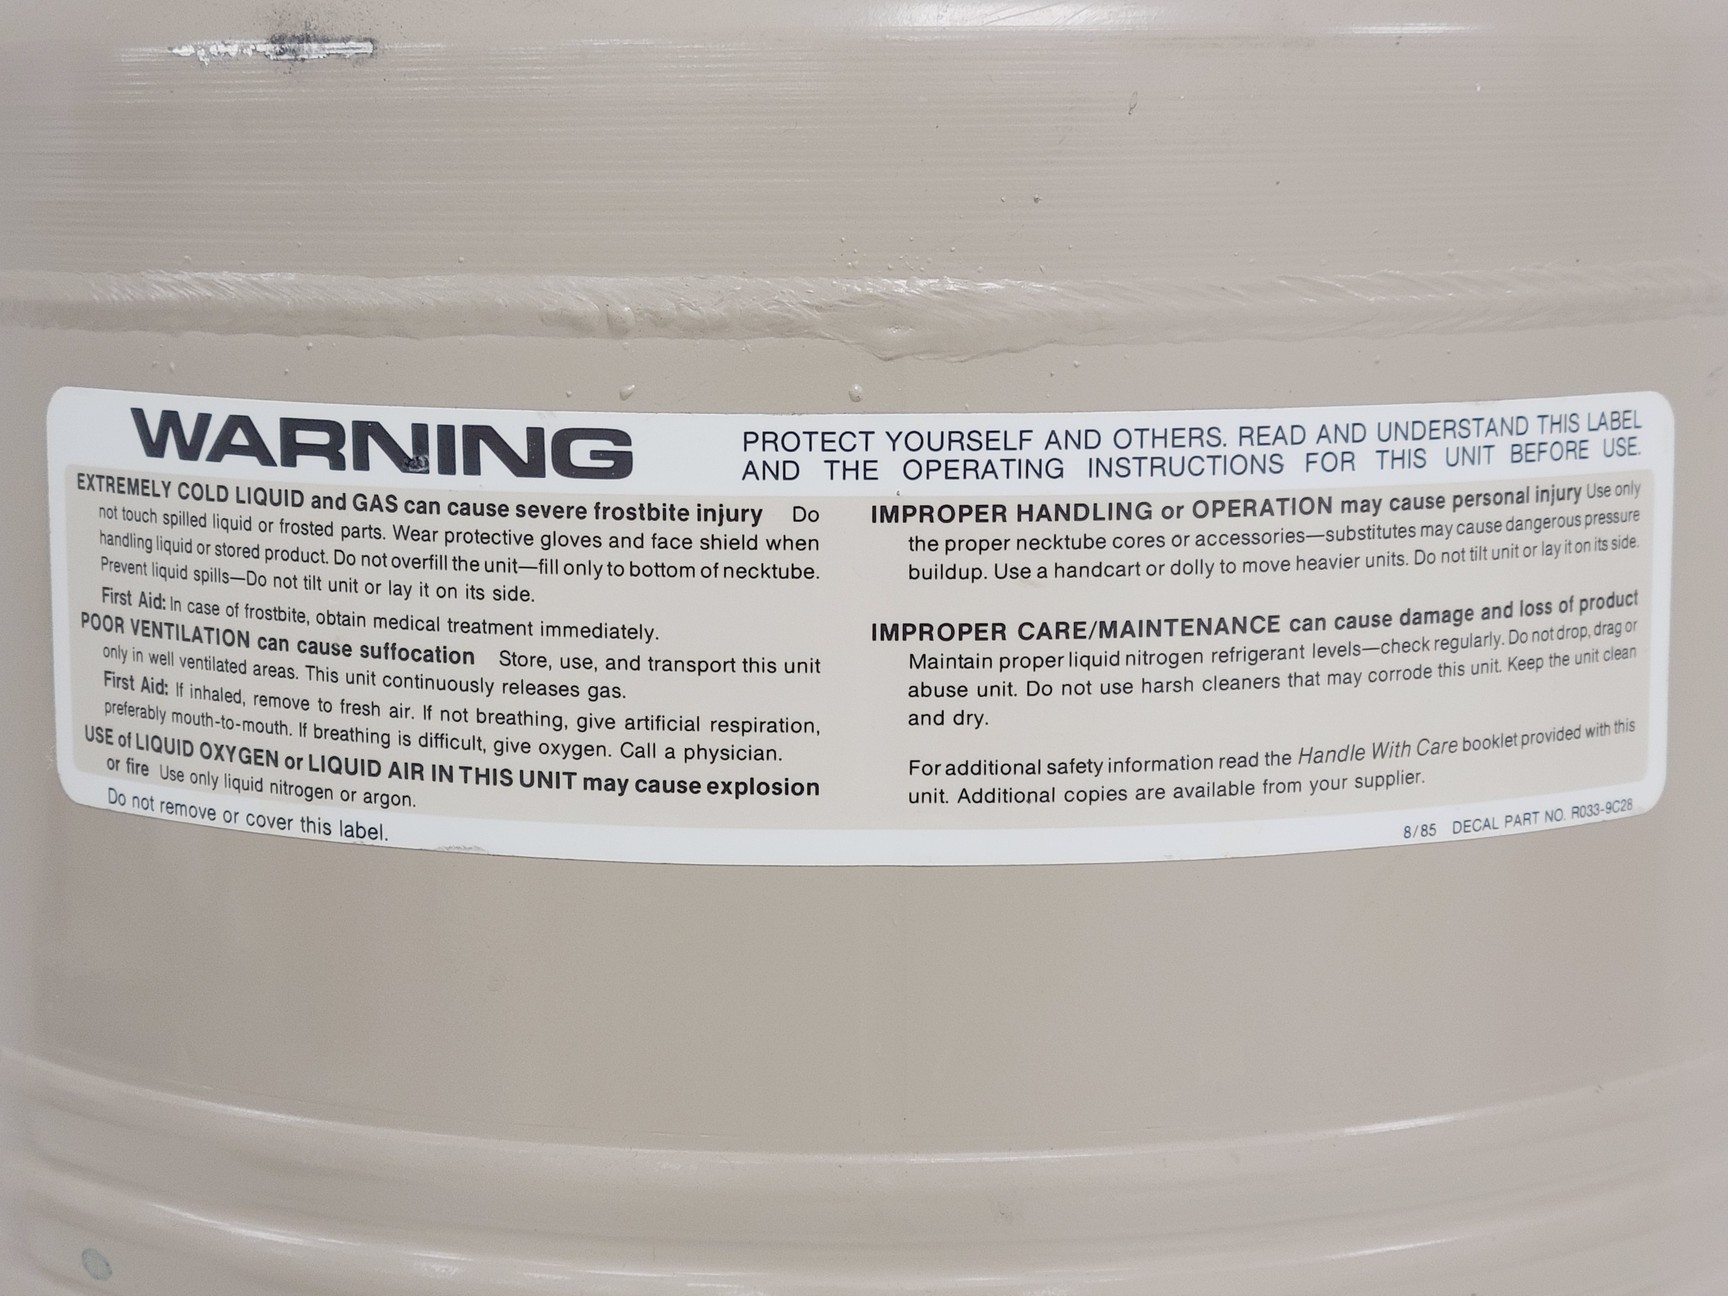 WARNING
PROTECT YOURSELF AND OTHERS. READ AND UNDERSTAND THIS LABEL
AND THE OPERATING INSTRUCTIONS FOR THIS UNIT BEFORE USE.
EXTREMELY COLD LIQUID and GAS can cause severe frostbite injury Do
not touch spilled liquid or frosted parts. Wear protective gloves and face shield when
handling liquid or stored product. Do not overfill the unit—fill only to bottom of necktube.
Prevent liquid spills—Do not tilt unit or lay it on its side.
First Aid: In case of frostbite, obtain medical treatment immediately.
POOR VENTILATION can cause suffocation Store, use, and transport this unit
only in well ventilated areas. This unit continuously releases gas.
First Aid: If inhaled, remove to fresh air. If not breathing, give artificial respiration,
preferably mouth-to-mouth. If breathing is difficult, give oxygen. Call a physician.
USE of LIQUID OXYGEN or LIQUID AIR IN THIS UNIT may cause explosion
or fire Use only liquid nitrogen or argon.
Do not remove or cover this label.
IMPROPER HANDLING or OPERATION may cause personal injury Use only
the proper necktube cores or accessories—substitutes may cause dangerous pressure
buildup. Use a handcart or dolly to move heavier units. Do not tilt unit or lay it on its side.
IMPROPER CARE/MAINTENANCE can cause damage and loss of product
Maintain proper liquid nitrogen refrigerant levels—check regularly. Do not drop, drag or
abuse unit. Do not use harsh cleaners that may corrode this unit. Keep the unit clean
and dry.
For additional safety information read the Handle With Care booklet provided with this
unit. Additional copies are available from your supplier.
8/85 DECAL PART NO. R033-9C28